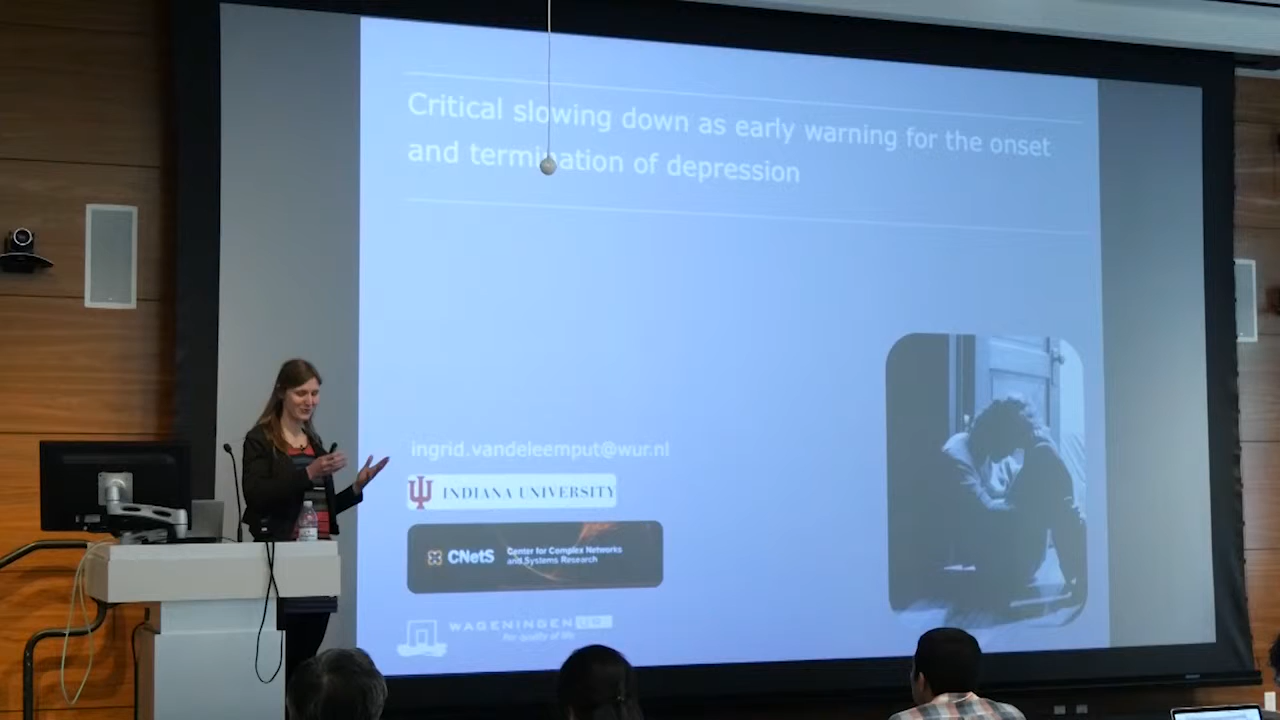 Critical slowing down as early warning for the onset
and termination of depression
ingrid.vandeleemput@wur.nl
INDIANA UNIVERSITY
CNetS Center for Complex Networks
and Systems Research
WAGENINGEN UR
For quality of life